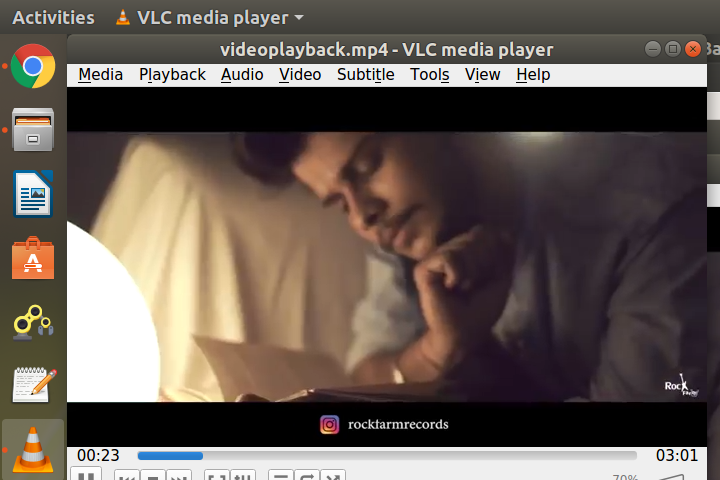 Activities
VLC media player
videoplayback.mp4 - VLC media player
Media Playback Audio Video Subtitle Tools View Help
Rock
rockfarmrecords
00:23
03:01
70%